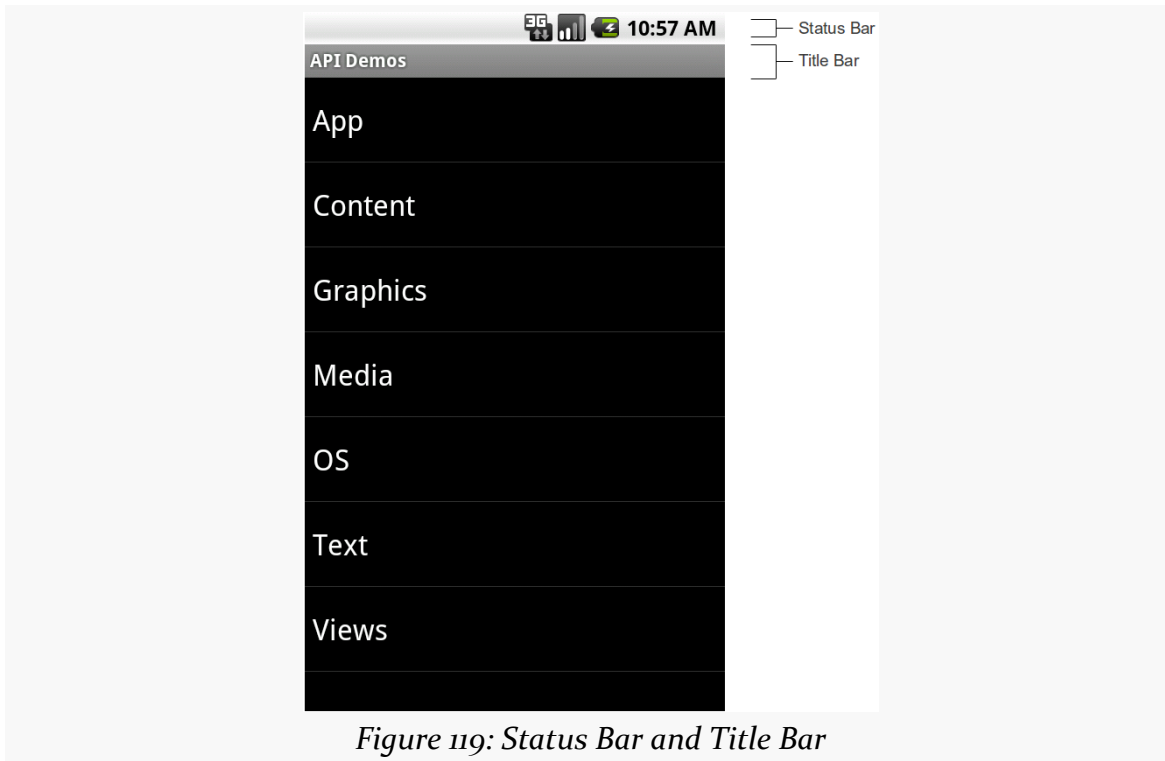 3G 10:57 AM Status Bar
API Demos Title Bar
App
Content
Graphics
Media
OS
Text
Views
Figure 119: Status Bar and Title Bar